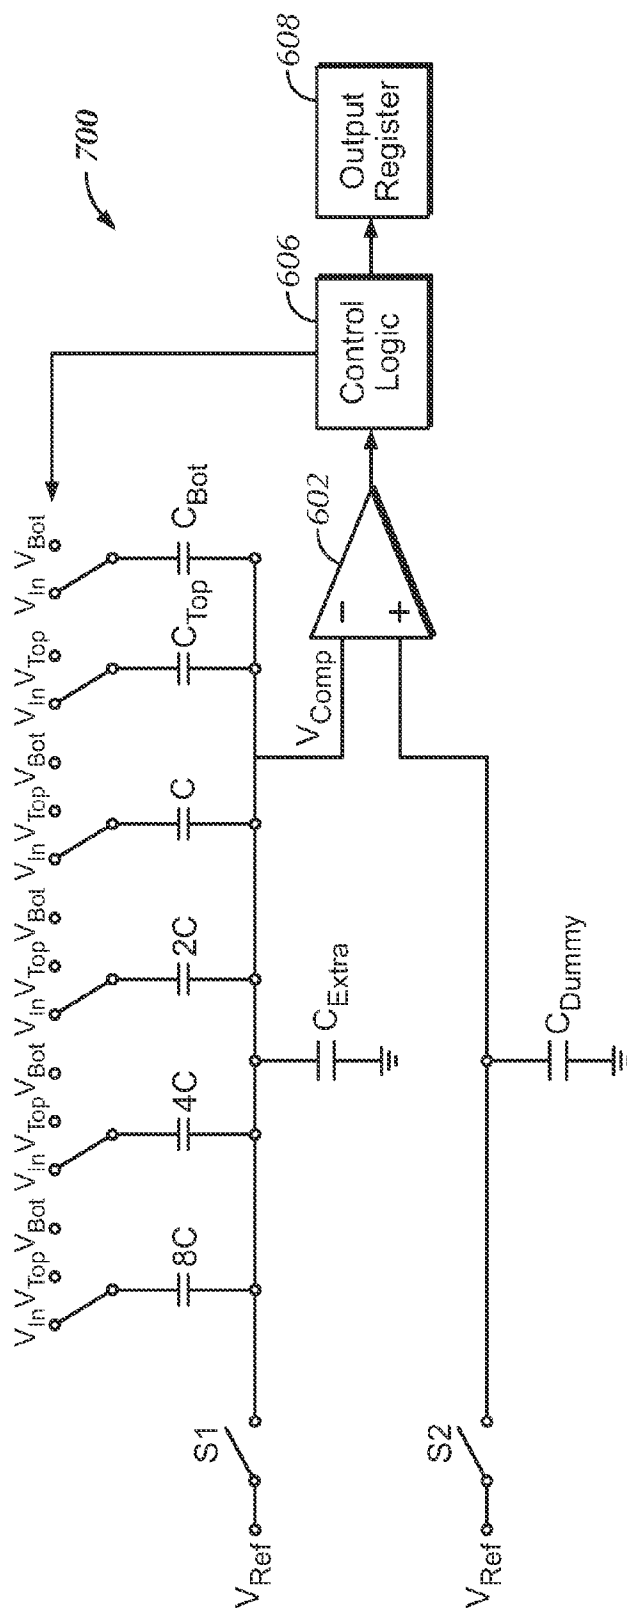 700
V_In V_Top V_Bot
V_In V_Top V_Bot
V_In V_Top V_Bot
V_In V_Top V_Bot
V_In V_Top
V_In V_Bot
8C
4C
2C
C
C_Top
C_Bot
S1
V_Ref
C_Extra
V_Comp
602
−
+
606
Control
Logic
608
Output
Register
S2
V_Ref
C_Dummy